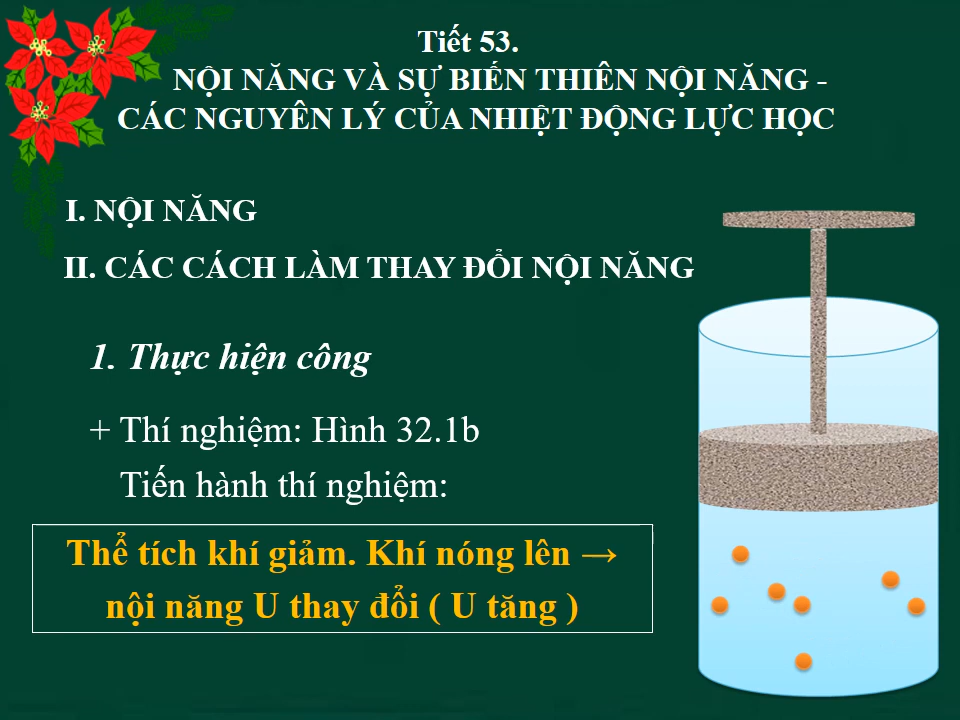 Tiết 53.
NỘI NĂNG VÀ SỰ BIẾN THIÊN NỘI NĂNG -
CÁC NGUYÊN LÝ CỦA NHIỆT ĐỘNG LỰC HỌC
I. NỘI NĂNG
II. CÁC CÁCH LÀM THAY ĐỔI NỘI NĂNG
1. Thực hiện công
+ Thí nghiệm: Hình 32.1b
Tiến hành thí nghiệm:
Thể tích khí giảm. Khí nóng lên →
nội năng U thay đổi ( U tăng )